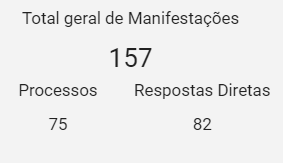 Total geral de Manifestações
157
Processos Respostas Diretas
75 82